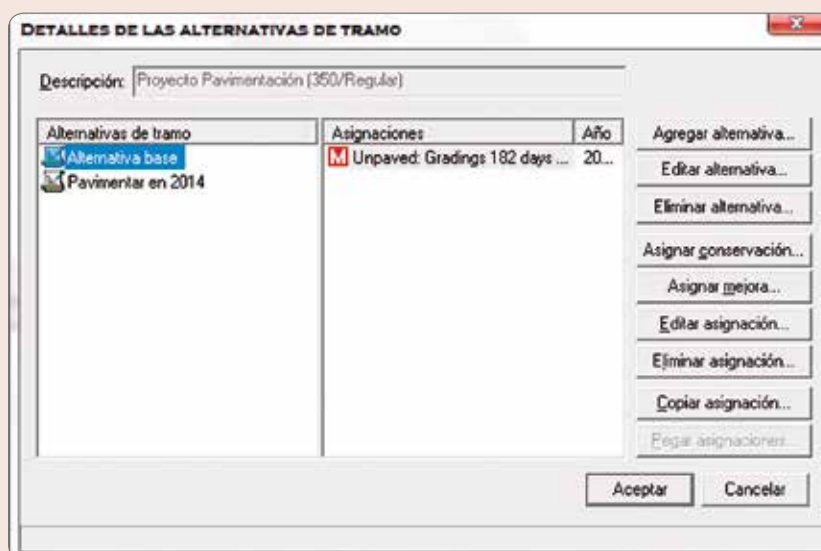 DETALLES DE LAS ALTERNATIVAS DE TRAMO
Descripción: Proyecto Pavimentación (350/Regular)
Alternativas de tramo Asignaciones Año
Alternativa base M Unpaved: Gradings 182 days ... 20...
Pavimentar en 2014
Agregar alternativa...
Editar alternativa...
Eliminar alternativa...
Asignar conservación...
Asignar mejora...
Editar asignación...
Eliminar asignación...
Copiar asignación...
Pegar asignaciones...
Aceptar Cancelar